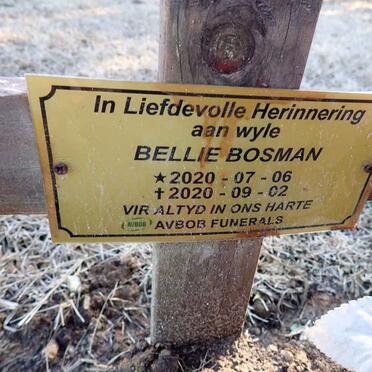 In Liefdevolle Herinnering
aan wyle
BELLIE BOSMAN
★ 2020 - 07 - 06
✝ 2020 - 09 - 02
VIR ALTYD IN ONS HARTE
AVBOB AVBOB FUNERALS